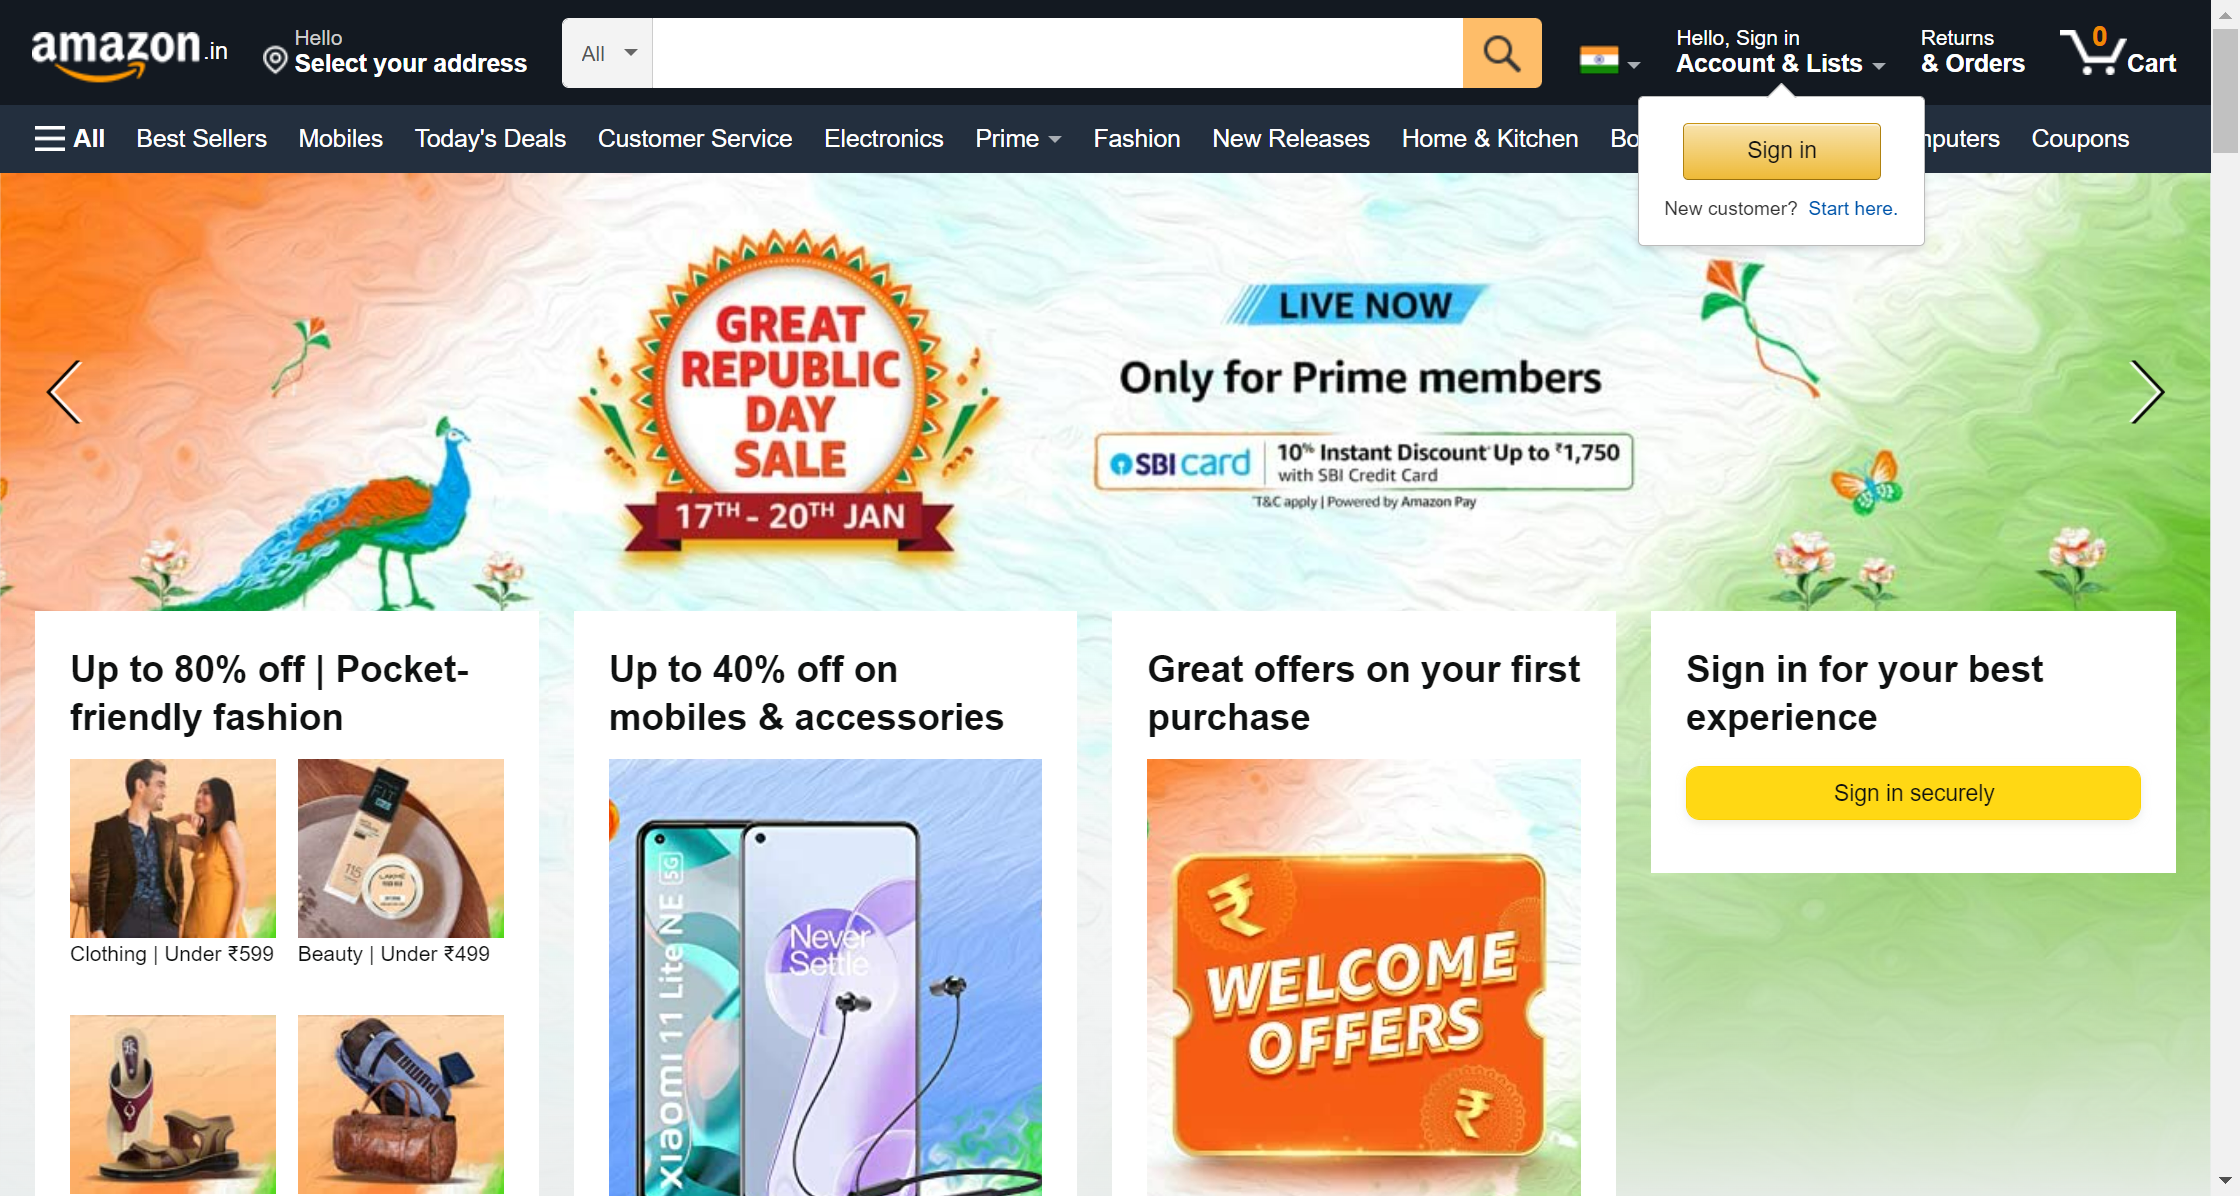 amazon.in
Hello
Select your address
All
Hello, Sign in
Account & Lists
Returns
& Orders
0
Cart
All
Best Sellers
Mobiles
Today's Deals
Customer Service
Electronics
Prime
Fashion
New Releases
Home & Kitchen
Bo
mputers
Coupons
Sign in
New customer? Start here.
GREAT
REPUBLIC
DAY
SALE
17TH - 20TH JAN
LIVE NOW
Only for Prime members
SBI card
10% Instant Discount* Up to ₹1,750
with SBI Credit Card
*T&C apply | Powered by Amazon Pay
Up to 80% off | Pocket-
friendly fashion
FIT
115
LAKMÉ
Clothing | Under ₹599
Beauty | Under ₹499
Up to 40% off on
mobiles & accessories
xiaomi 11 Lite NE 5G
Never
Settle
Great offers on your first
purchase
₹
WELCOME
OFFERS
₹
Sign in for your best
experience
Sign in securely